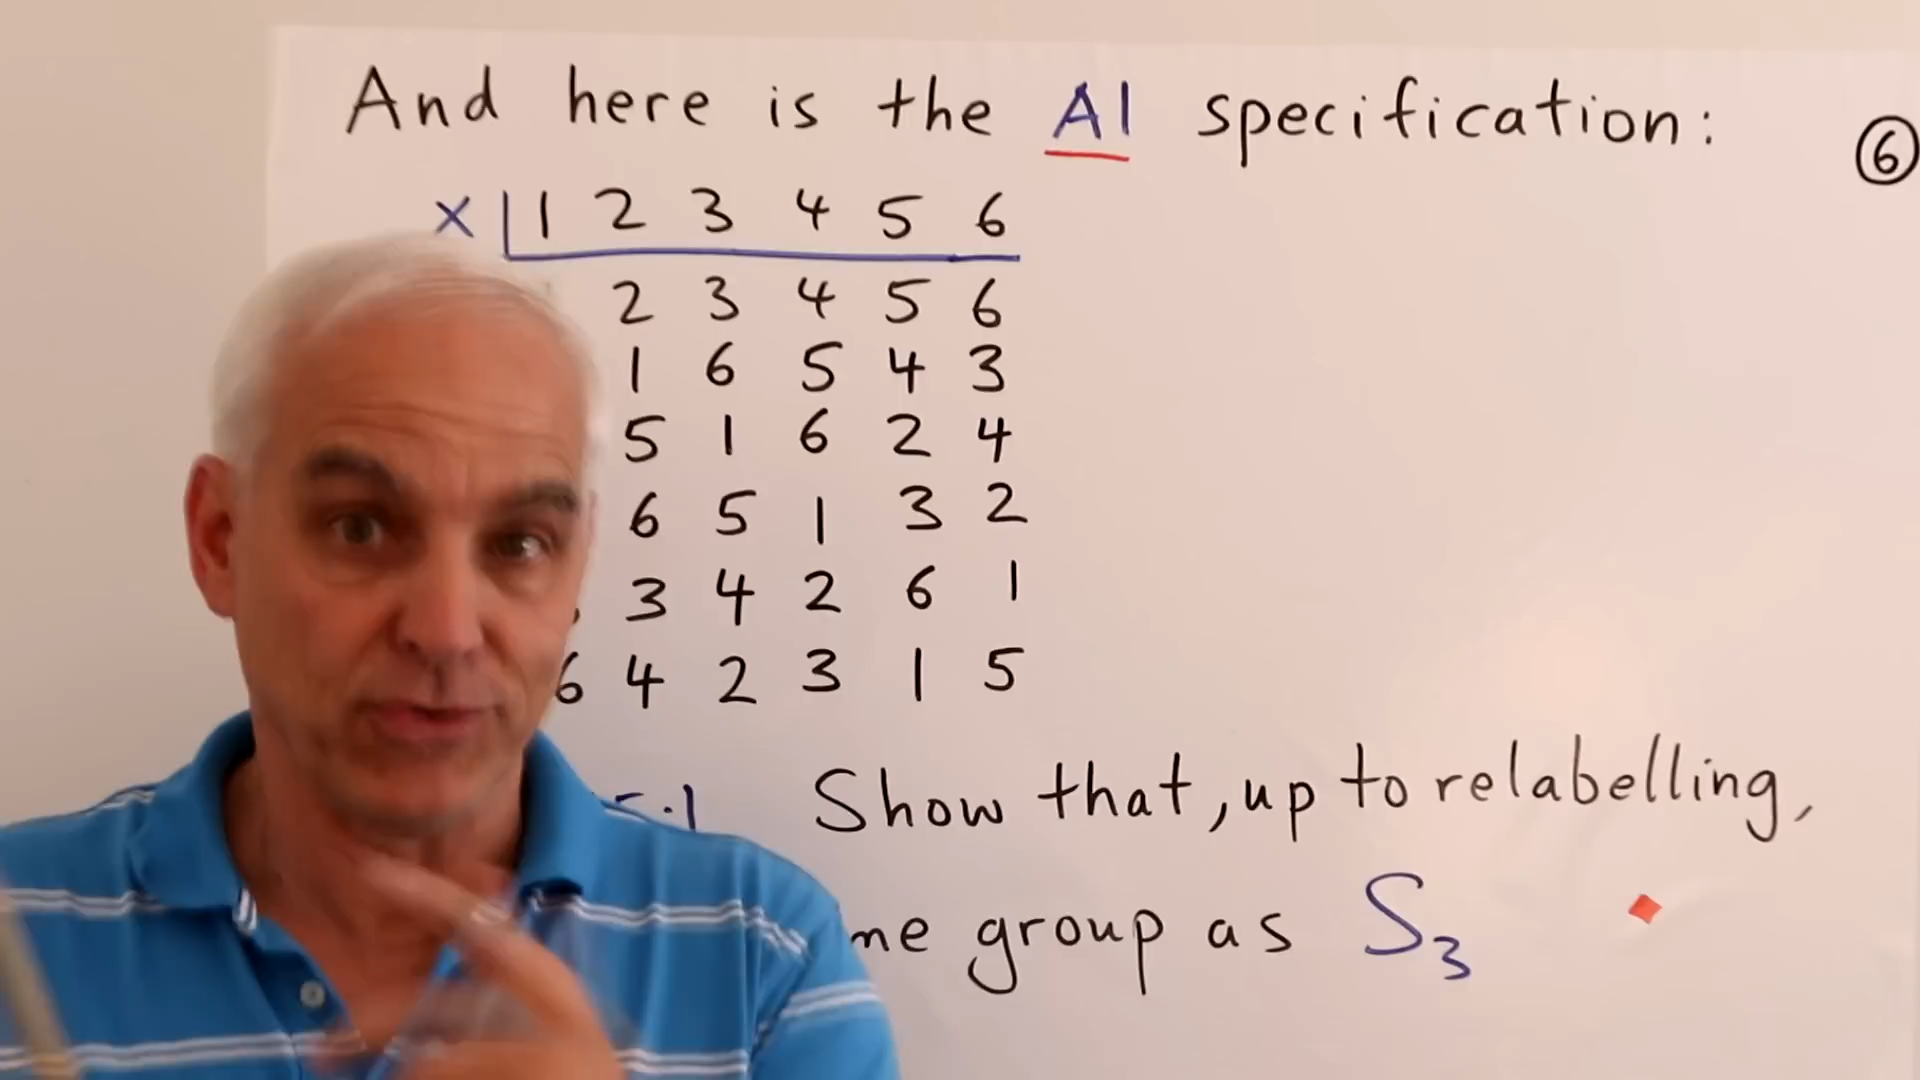 And here is the AI specification:
6
× 1 2 3 4 5 6
2 3 4 5 6
1 6 5 4 3
5 1 6 2 4
6 5 1 3 2
3 4 2 6 1
6 4 2 3 1 5
Show that, up to relabelling,
group as S3